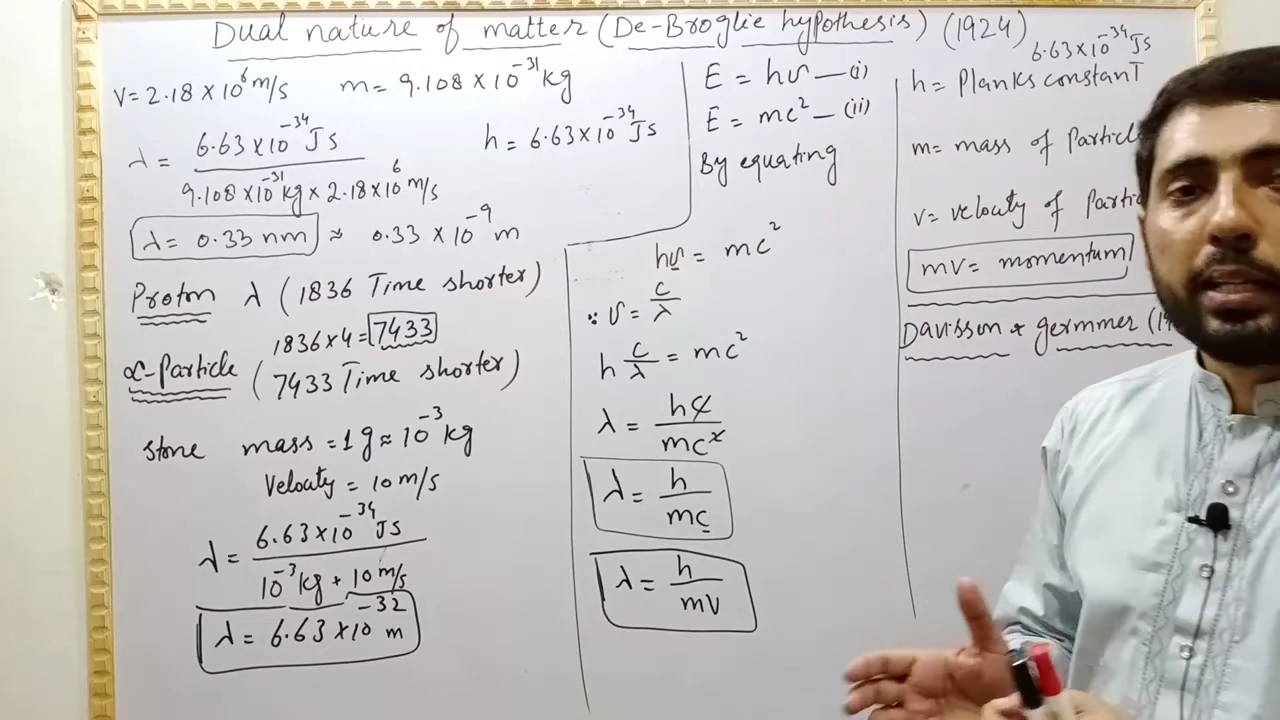 Dual nature of matter (De-Broglie hypothesis) (1924)
v= 2.18 × 10⁶ m/s m= 9.108 × 10⁻³¹ kg
h = 6.63×10⁻³⁴ Js
λ = 6.63×10⁻³⁴ Js / 9.108×10⁻³¹kg × 2.18×10⁶ m/s
λ = 0.33 nm ≈ 0.33 × 10⁻⁹ m
Proton λ (1836 Time shorter)
1836×4 = 7433
α-Particle (7433 Time shorter)
stone mass = 1g ≈ 10⁻³ kg
Velocity = 10 m/s
λ = 6.63×10⁻³⁴ Js / 10⁻³ kg + 10 m/s
λ = 6.63 ×10⁻³² m
E = hυ — (i)
E = mc² — (ii)
By equating
hυ = mc²
∵ υ = c/λ
h c/λ = mc²
λ = hc/mc²
λ = h/mc
λ = h/mv
6.63×10⁻³⁴ Js
h = Planks constanT
m= mass of Particle
v= velocity of
mv= momentum
Davisson & germmer